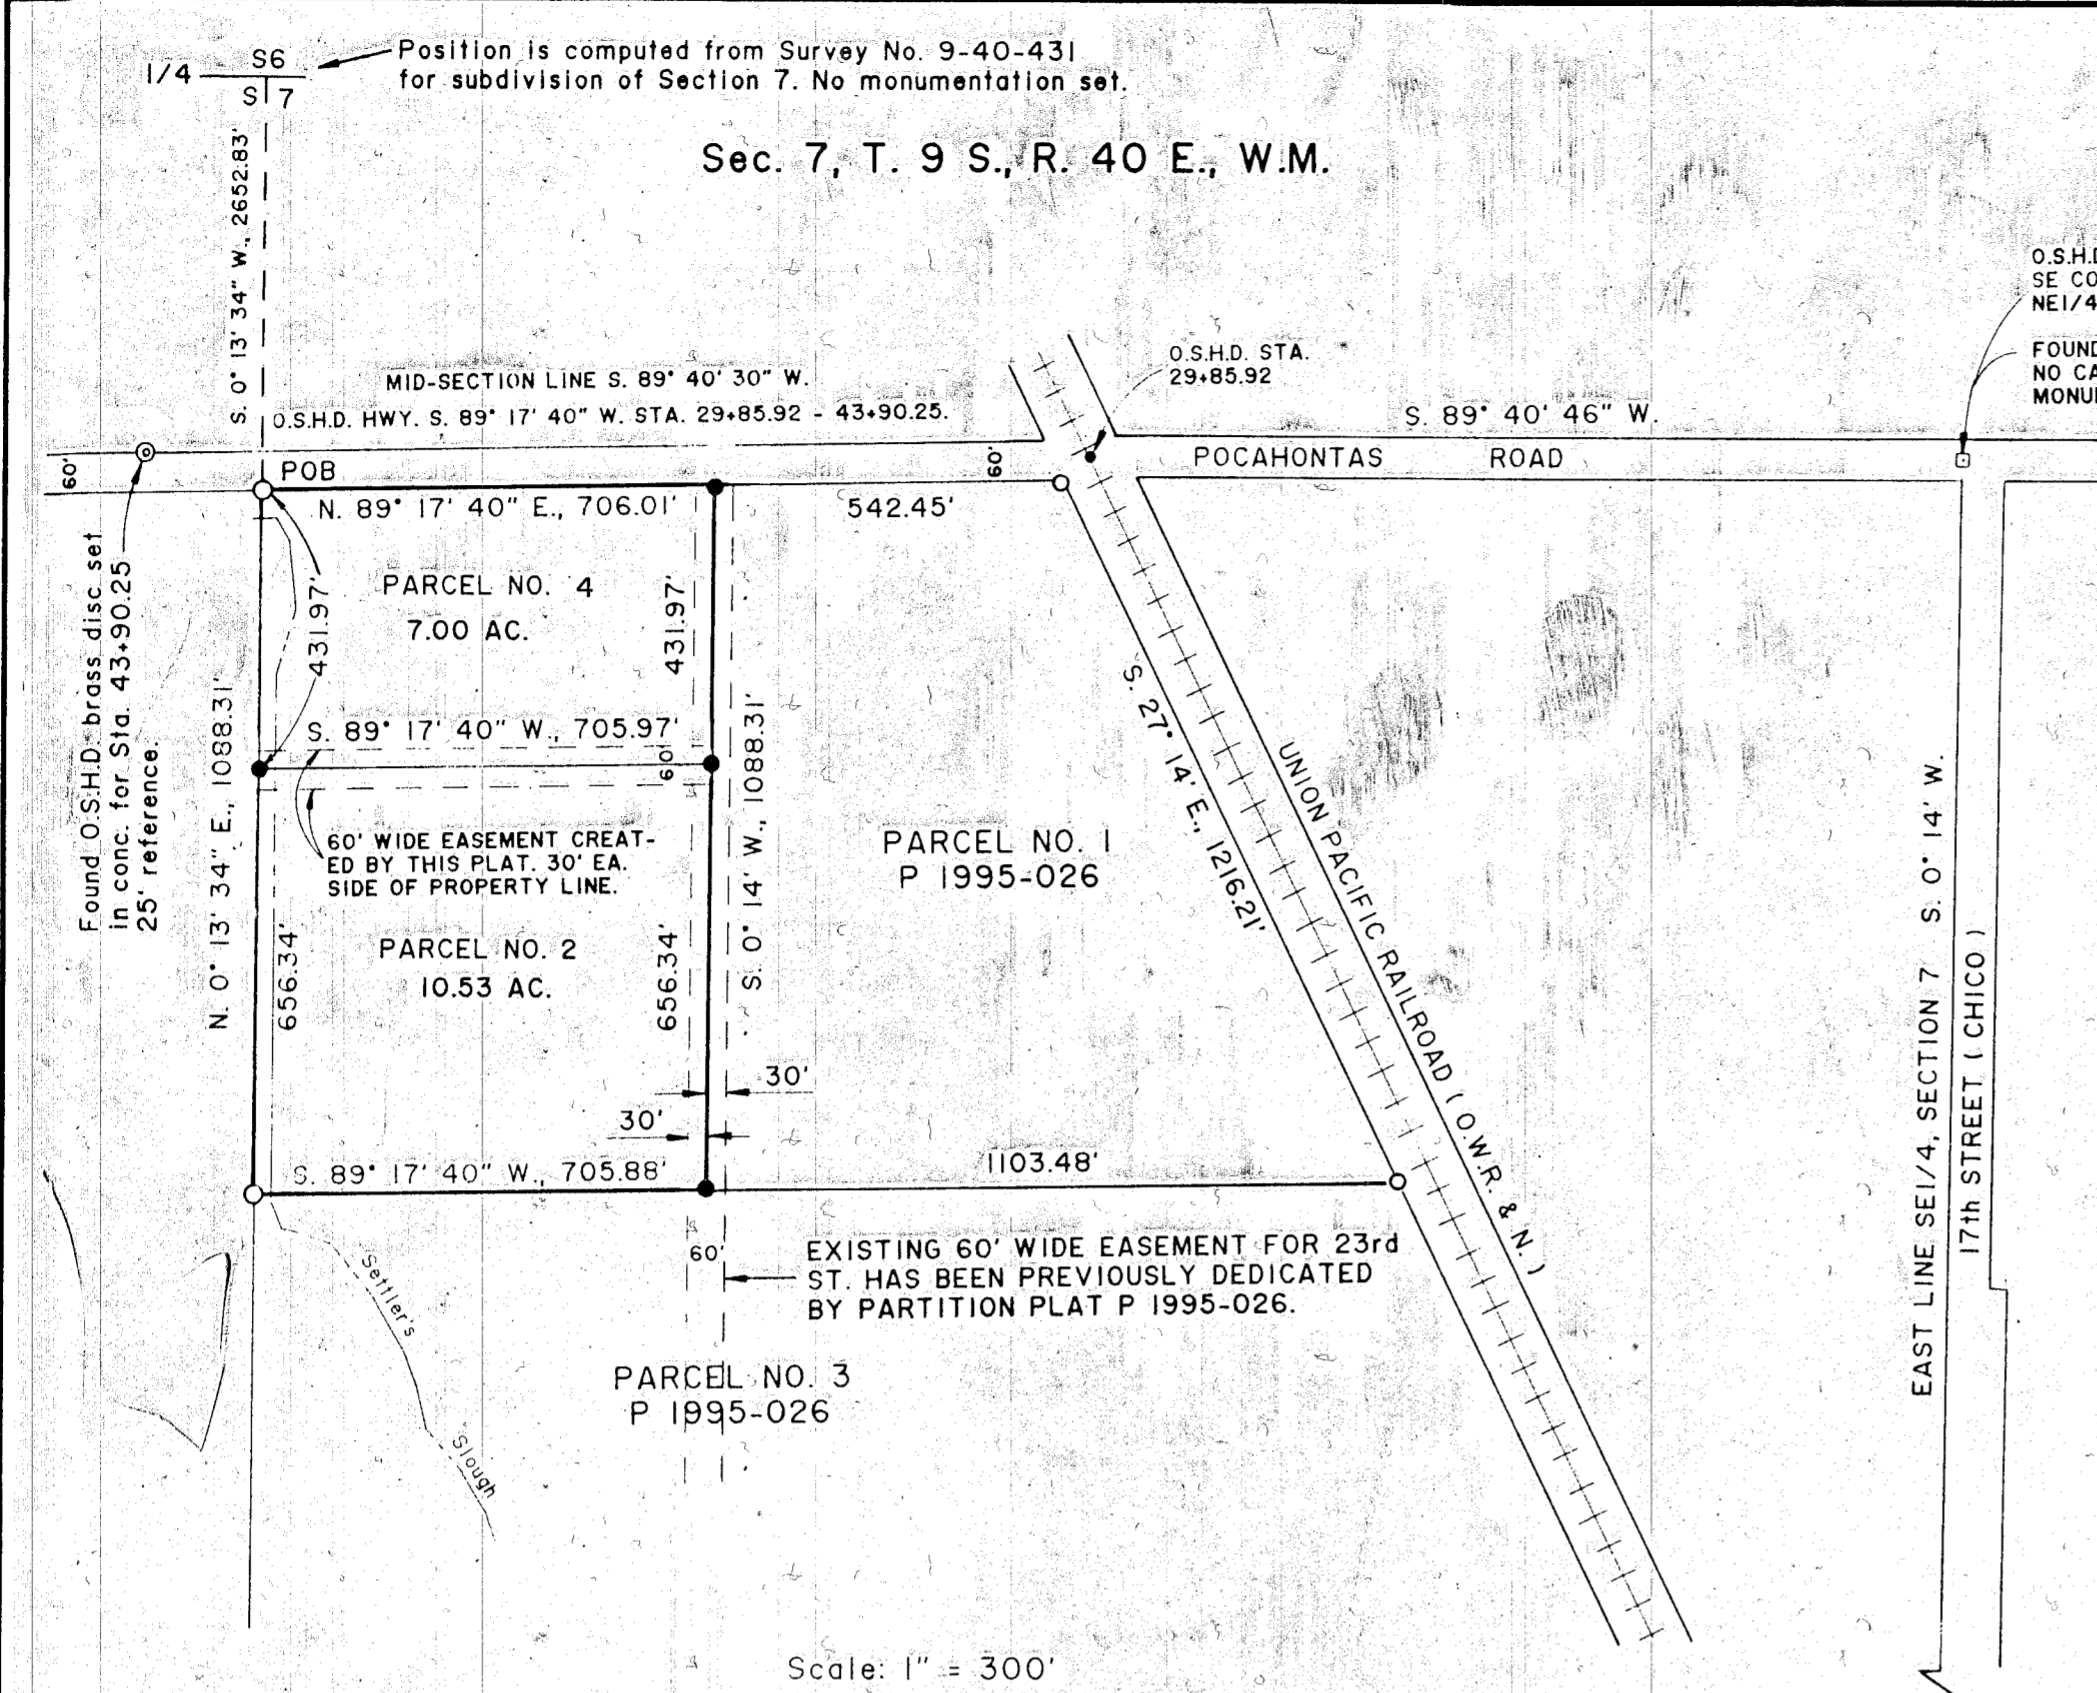 S6
1/4
S 7
Position is computed from Survey No. 9-40-431
for subdivision of Section 7. No monumentation set.
Sec. 7, T. 9 S., R. 40 E., W.M.
S. 0° 13' 34" W., 2652.83'
MID-SECTION LINE S. 89° 40' 30" W.
O.S.H.D. HWY. S. 89° 17' 40" W. STA. 29+85.92 - 43+90.25.
O.S.H.D. STA.
29+85.92
S. 89° 40' 46" W.
O.S.H.D
SE CO
NE1/4
FOUND
NO CA
MONU
60'
POB
60'
POCAHONTAS ROAD
N. 89° 17' 40" E., 706.01'
542.45'
Found O.S.H.D. brass disc set
in conc. for Sta. 43+90.25
25' reference.
PARCEL NO. 4
7.00 AC.
431.97'
431.97'
N. 0° 13' 34" E., 1088.31'
S. 89° 17' 40" W., 705.97'
60'
S. 0° 14' W., 1088.31'
60' WIDE EASEMENT CREAT-
ED BY THIS PLAT. 30' EA.
SIDE OF PROPERTY LINE.
PARCEL NO. 1
P 1995-026
S. 27° 14' E., 1216.21'
UNION PACIFIC RAILROAD ( O.W.R. & N. )
PARCEL NO. 2
10.53 AC.
656.34'
656.34'
30'
30'
S. 89° 17' 40" W., 705.88'
1103.48'
60'
EXISTING 60' WIDE EASEMENT FOR 23rd
ST. HAS BEEN PREVIOUSLY DEDICATED
BY PARTITION PLAT P 1995-026.
Settler's
Slough
PARCEL NO. 3
P 1995-026
EAST LINE SE1/4, SECTION 7 S. 0° 14' W.
17th STREET ( CHICO )
Scale: 1" = 300'